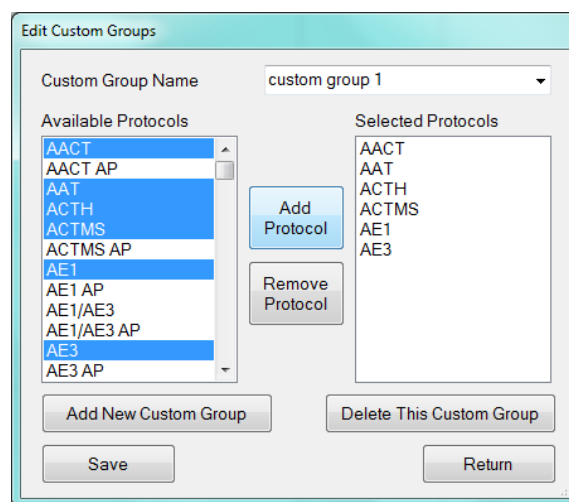 Edit Custom Groups
Custom Group Name
custom group 1
Available Protocols
AACT
AACT AP
AAT
ACTH
ACTMS
ACTMS AP
AE1
AE1 AP
AE1/AE3
AE1/AE3 AP
AE3
AE3 AP
Add
Protocol
Remove
Protocol
Selected Protocols
AACT
AAT
ACTH
ACTMS
AE1
AE3
Add New Custom Group
Delete This Custom Group
Save
Return